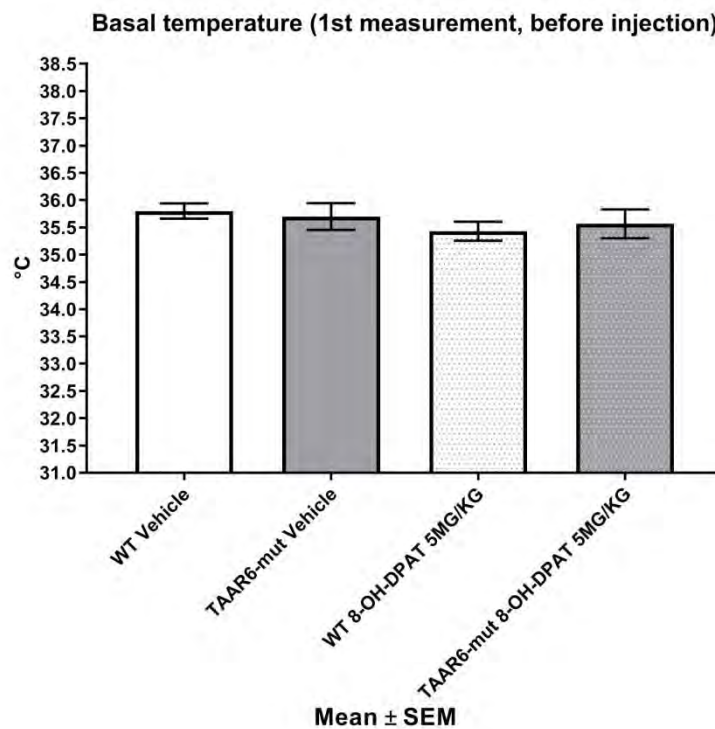 Basal temperature (1st measurement, before injection)
38.5
38.0
37.5
37.0
36.5
36.0
35.5
35.0
34.5
34.0
33.5
33.0
32.5
32.0
31.5
31.0
°C
WT Vehicle
TAAR6-mut Vehicle
WT 8-OH-DPAT 5MG/KG
TAAR6-mut 8-OH-DPAT 5MG/KG
Mean ± SEM